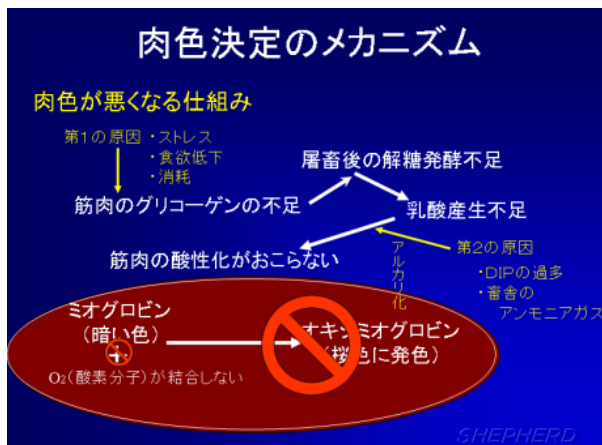 肉色決定のメカニズム
肉色が悪くなる仕組み
第1の原因 ・ストレス
・食欲低下
・消耗
屠畜後の解糖発酵不足
筋肉のグリコーゲンの不足
乳酸産生不足
筋肉の酸性化がおこらない
アルカリ化
第2の原因
・DIPの過多
・畜舎の
アンモニアガス
ミオグロビン
(暗い色)
オキシミオグロビン
(桜色に発色)
O₂(酸素分子)が結合しない
SHEPHERD